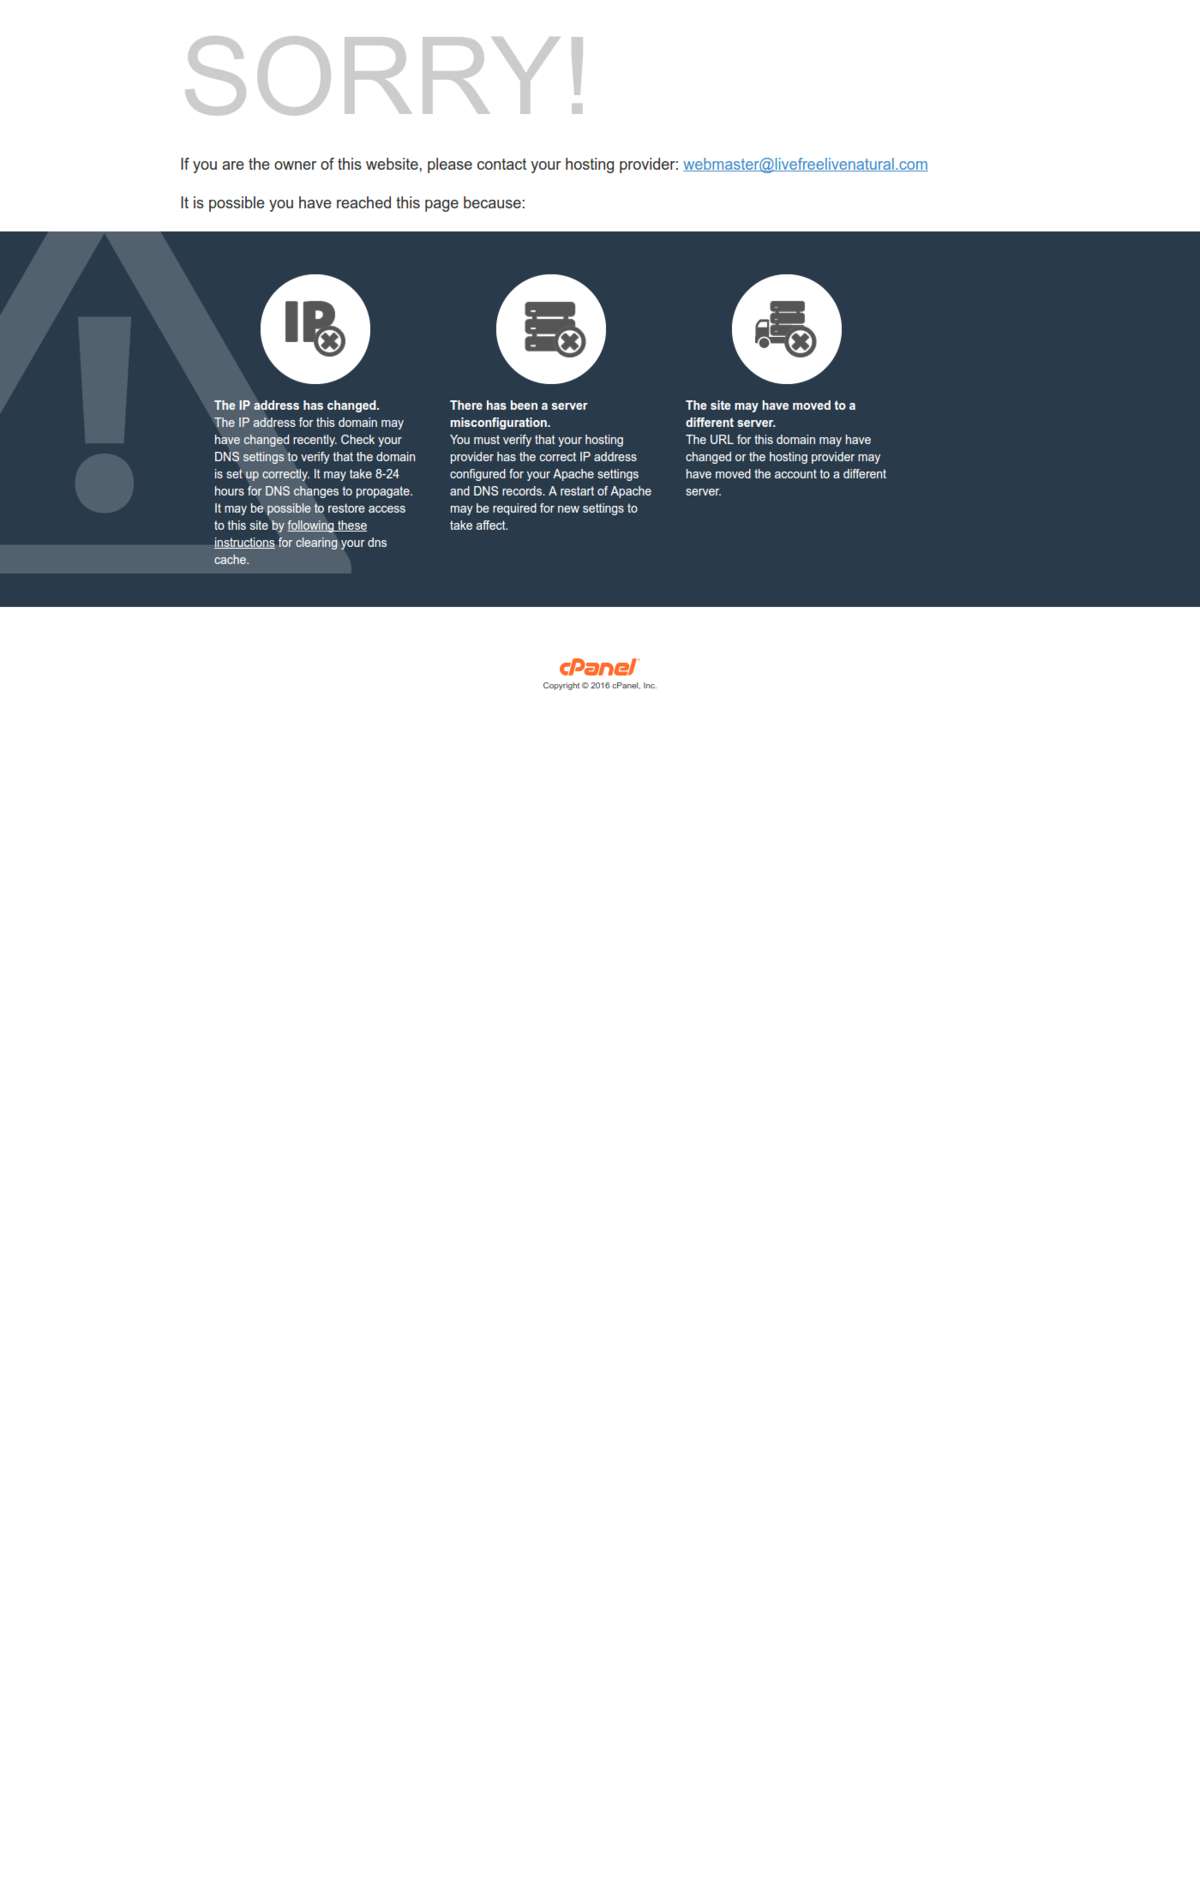 SORRY!
If you are the owner of this website, please contact your hosting provider: webmaster@livefreelivenatural.com
It is possible you have reached this page because:
IP
The IP address has changed.
The IP address for this domain may
have changed recently. Check your
DNS settings to verify that the domain
is set up correctly. It may take 8-24
hours for DNS changes to propagate.
It may be possible to restore access
to this site by following these
instructions for clearing your dns
cache.
There has been a server
misconfiguration.
You must verify that your hosting
provider has the correct IP address
configured for your Apache settings
and DNS records. A restart of Apache
may be required for new settings to
take affect.
The site may have moved to a
different server.
The URL for this domain may have
changed or the hosting provider may
have moved the account to a different
server.
cPanel
Copyright © 2016 cPanel, Inc.